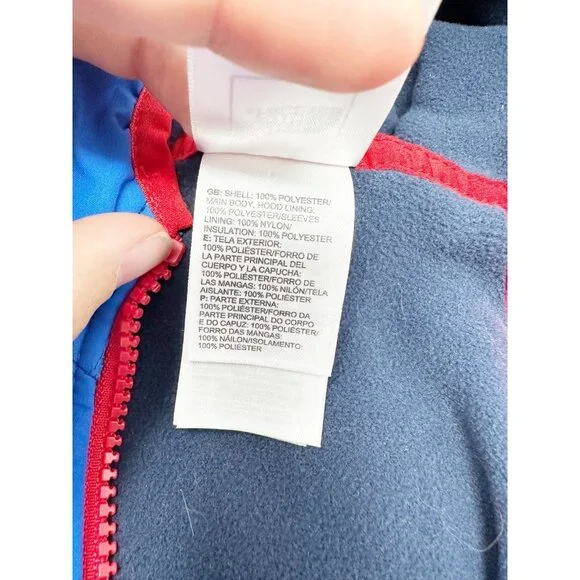 GB: SHELL: 100% POLYESTER/
MAIN BODY, HOOD LINING:
100% POLYESTER/SLEEVES
LINING: 100% NYLON/
INSULATION: 100% POLYESTER
E: TELA EXTERIOR:
100% POLIÉSTER/FORRO DE
LA PARTE PRINCIPAL DEL
CUERPO Y LA CAPUCHA:
100% POLIÉSTER/FORRO DE
LAS MANGAS: 100% NILÓN/TELA
AISLANTE: 100% POLIÉSTER
P: PARTE EXTERNA:
100% POLIÉSTER/FORRO DA
PARTE PRINCIPAL DO CORPO
E DO CAPUZ: 100% POLIÉSTER/
FORRO DAS MANGAS:
100% NÁILON/ISOLAMENTO:
100% POLIÉSTER